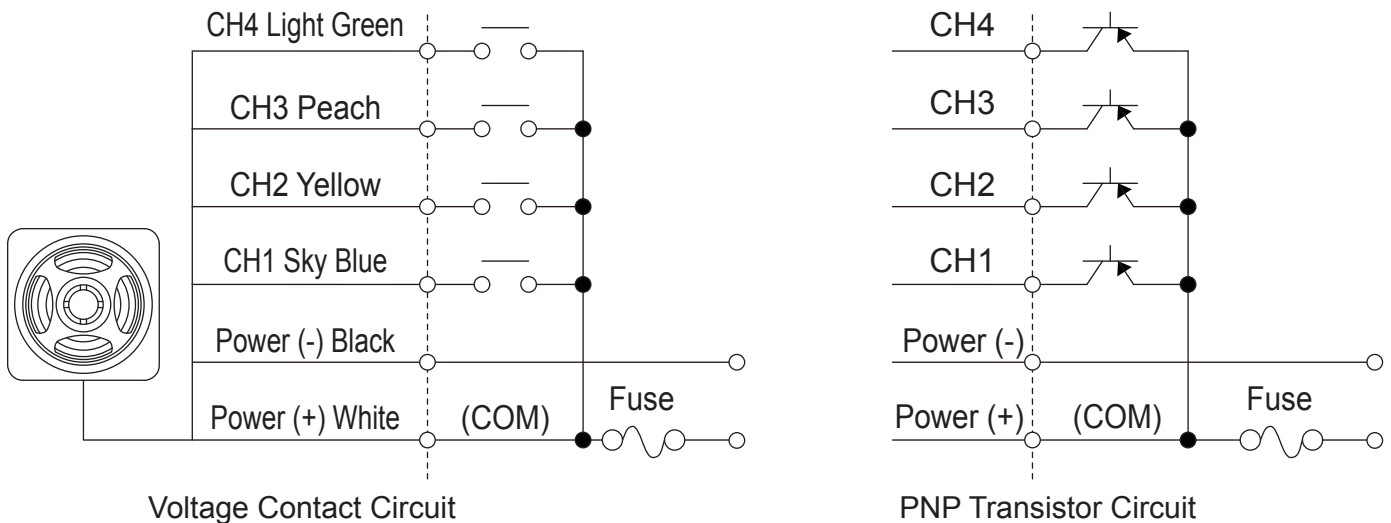 CH4 Light Green
CH3 Peach
CH2 Yellow
CH1 Sky Blue
Power (-) Black
Power (+) White
(COM)
Fuse
Voltage Contact Circuit
CH4
CH3
CH2
CH1
Power (-)
Power (+)
(COM)
Fuse
PNP Transistor Circuit